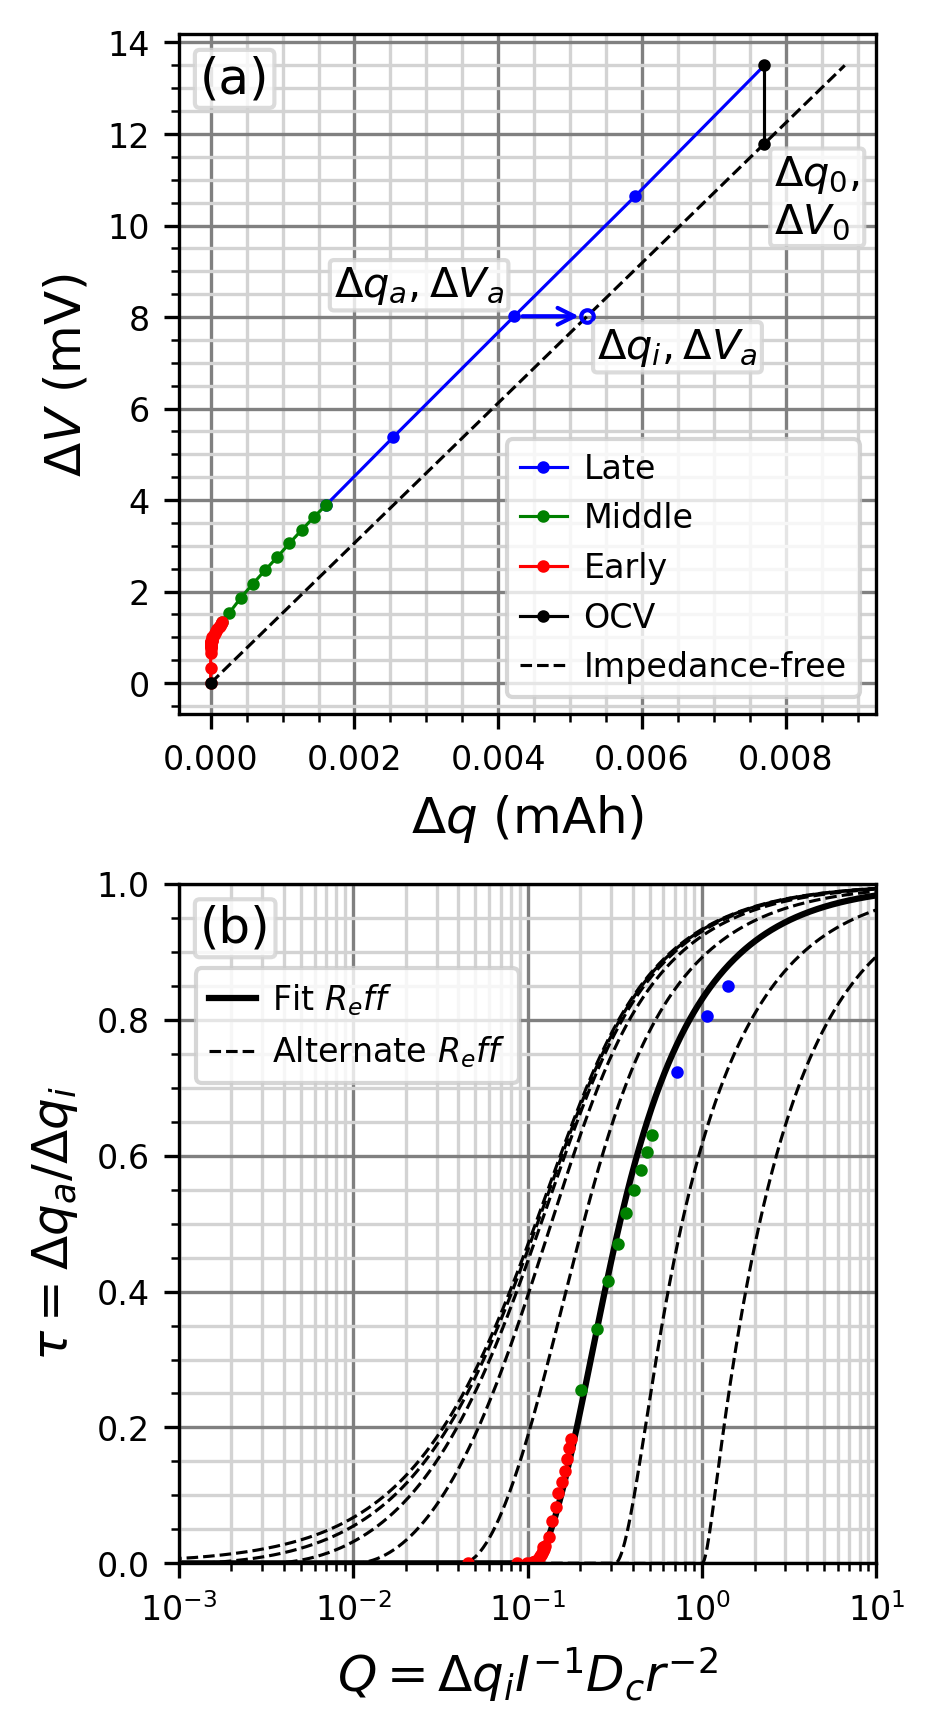 (a)
14
12
10
8
6
4
2
0
ΔV (mV)
Δq₀,
ΔV₀
Δqₐ, ΔVₐ
Δqᵢ, ΔVₐ
Late
Middle
Early
OCV
Impedance-free
0.000 0.002 0.004 0.006 0.008
Δq (mAh)
(b)
1.0
0.8
0.6
0.4
0.2
0.0
τ = Δqₐ/Δqᵢ
Fit Rₑff
Alternate Rₑff
10⁻³ 10⁻² 10⁻¹ 10⁰ 10¹
Q = ΔqᵢI⁻¹D_cr⁻²